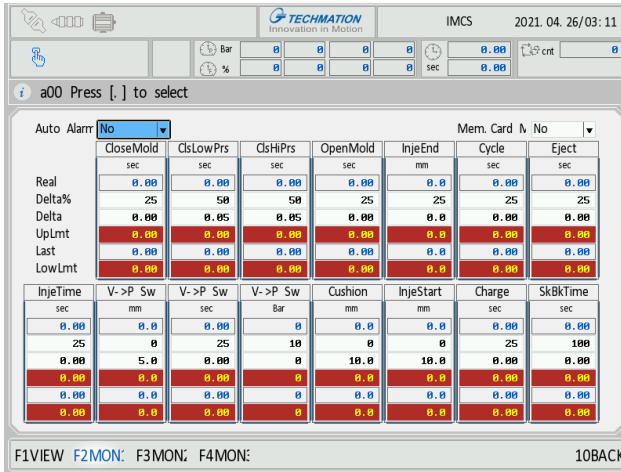 TECHMATION
Innovation in Motion
IMCS
2021. 04. 26/03: 11
Bar 0 0 0 0 0.00 cnt 0
% 0 0 0 0 sec 0.00
i a00 Press [. ] to select
Auto Alarm No Mem. Card M No
CloseMold ClsLowPrs ClsHiPrs OpenMold InjeEnd Cycle Eject
sec sec sec sec mm sec sec
Real 0.00 0.00 0.00 0.00 0.0 0.00 0.00
Delta% 25 50 50 25 25 25 25
Delta 0.00 0.05 0.05 0.00 0.0 0.00 0.00
UpLmt 0.00 0.00 0.00 0.00 0.0 0.00 0.00
Last 0.00 0.00 0.00 0.00 0.0 0.00 0.00
LowLmt 0.00 0.00 0.00 0.00 0.0 0.00 0.00
InjeTime V->P Sw V->P Sw V->P Sw Cushion InjeStart Charge SkBkTime
sec mm sec Bar mm mm sec sec
0.00 0.0 0.00 0 0.0 0.0 0.00 0.00
25 0 25 10 0 0 25 100
0.00 5.0 0.00 0 10.0 10.0 0.00 0.00
0.00 0.0 0.00 0 0.0 0.0 0.00 0.00
0.00 0.0 0.00 0 0.0 0.0 0.00 0.00
0.00 0.0 0.00 0 0.0 0.0 0.00 0.00
F1VIEW F2MON F3MON F4MON 10BACK